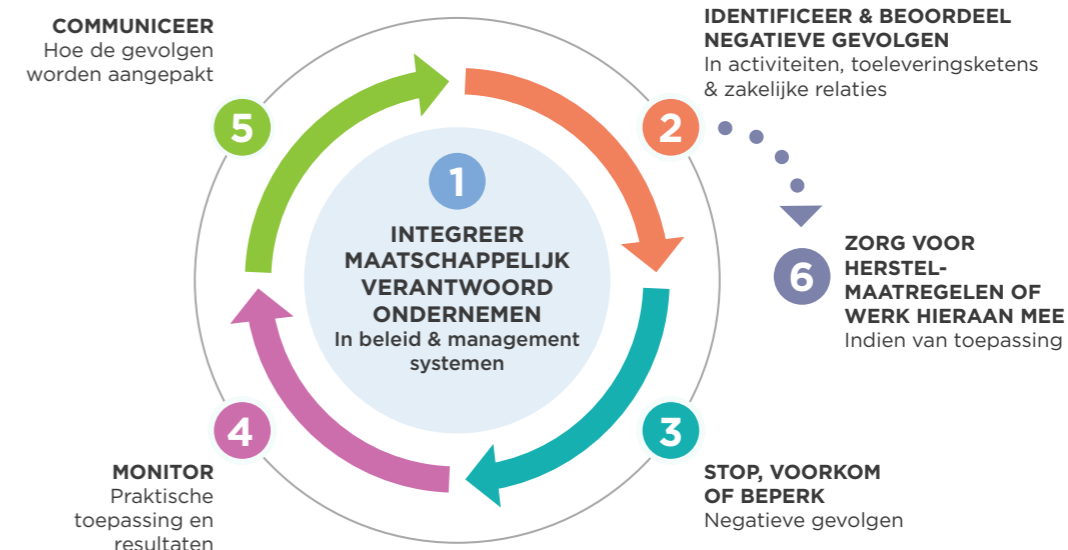 1
INTEGREER
MAATSCHAPPELIJK
VERANTWOORD
ONDERNEMEN
In beleid & management
systemen
2
IDENTIFICEER & BEOORDEEL
NEGATIEVE GEVOLGEN
In activiteiten, toeleveringsketens
& zakelijke relaties
3
STOP, VOORKOM
OF BEPERK
Negatieve gevolgen
4
MONITOR
Praktische
toepassing en
resultaten
5
COMMUNICEER
Hoe de gevolgen
worden aangepakt
6
ZORG VOOR
HERSTEL-
MAATREGELEN OF
WERK HIERAAN MEE
Indien van toepassing